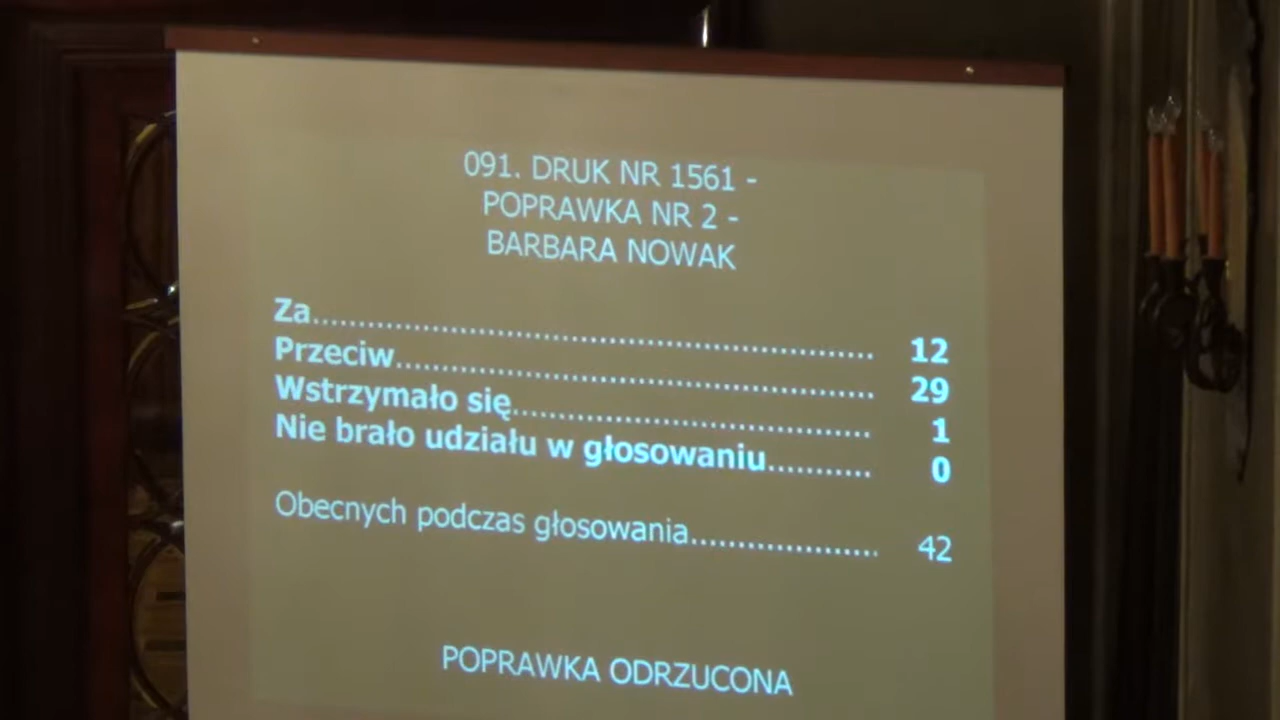 091. DRUK NR 1561 -
POPRAWKA NR 2 -
BARBARA NOWAK
Za............................................................ 12
Przeciw................................................... 29
Wstrzymało się....................................... 1
Nie brało udziału w głosowaniu........... 0
Obecnych podczas głosowania.................... 42
POPRAWKA ODRZUCONA